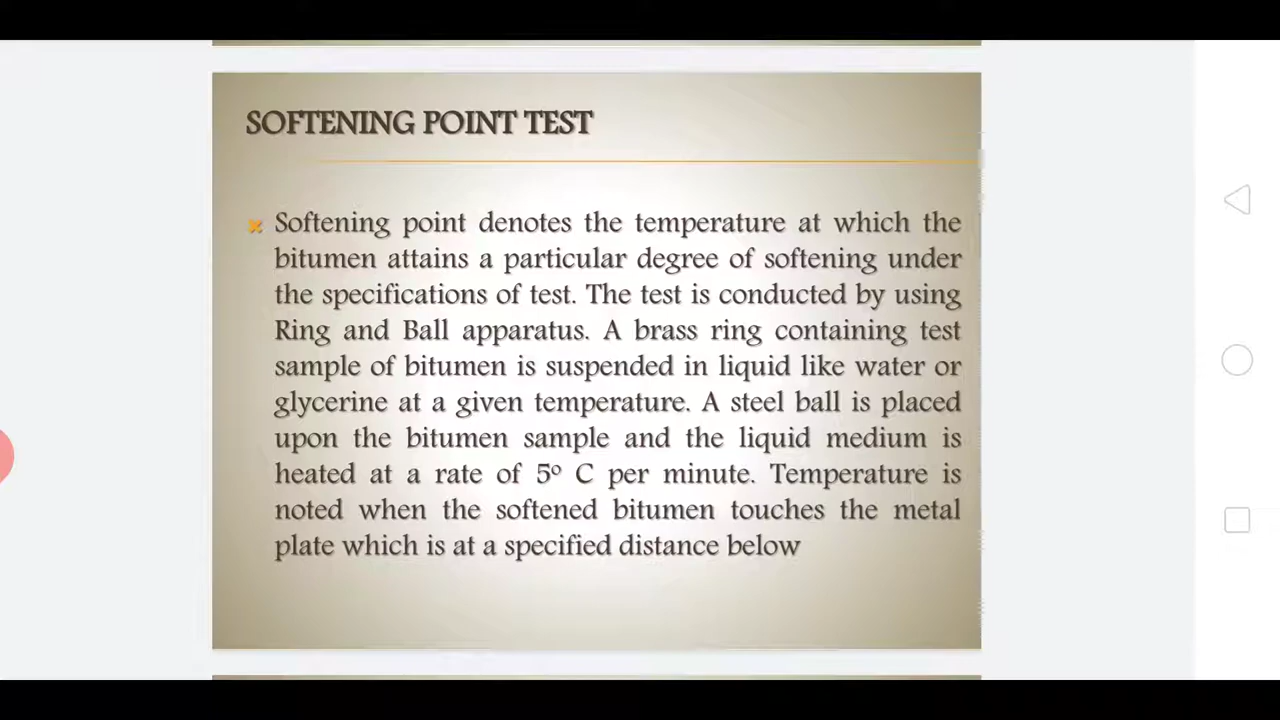 SOFTENING POINT TEST
Softening point denotes the temperature at which the
bitumen attains a particular degree of softening under
the specifications of test. The test is conducted by using
Ring and Ball apparatus. A brass ring containing test
sample of bitumen is suspended in liquid like water or
glycerine at a given temperature. A steel ball is placed
upon the bitumen sample and the liquid medium is
heated at a rate of 5º C per minute. Temperature is
noted when the softened bitumen touches the metal
plate which is at a specified distance below